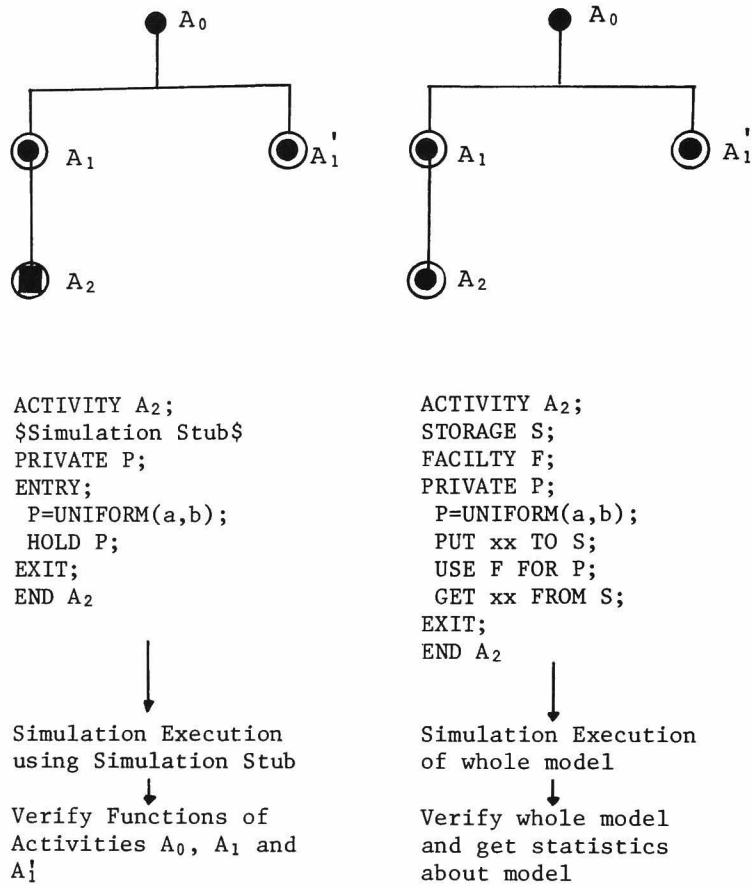 A₀
A₁
A₁'
A₂
ACTIVITY A₂;
$Simulation Stub$
PRIVATE P;
ENTRY;
P=UNIFORM(a,b);
HOLD P;
EXIT;
END A₂
Simulation Execution
using Simulation Stub
Verify Functions of
Activities A₀, A₁ and
A₁'
A₀
A₁
A₁'
A₂
ACTIVITY A₂;
STORAGE S;
FACILTY F;
PRIVATE P;
P=UNIFORM(a,b);
PUT xx TO S;
USE F FOR P;
GET xx FROM S;
EXIT;
END A₂
Simulation Execution
of whole model
Verify whole model
and get statistics
about model